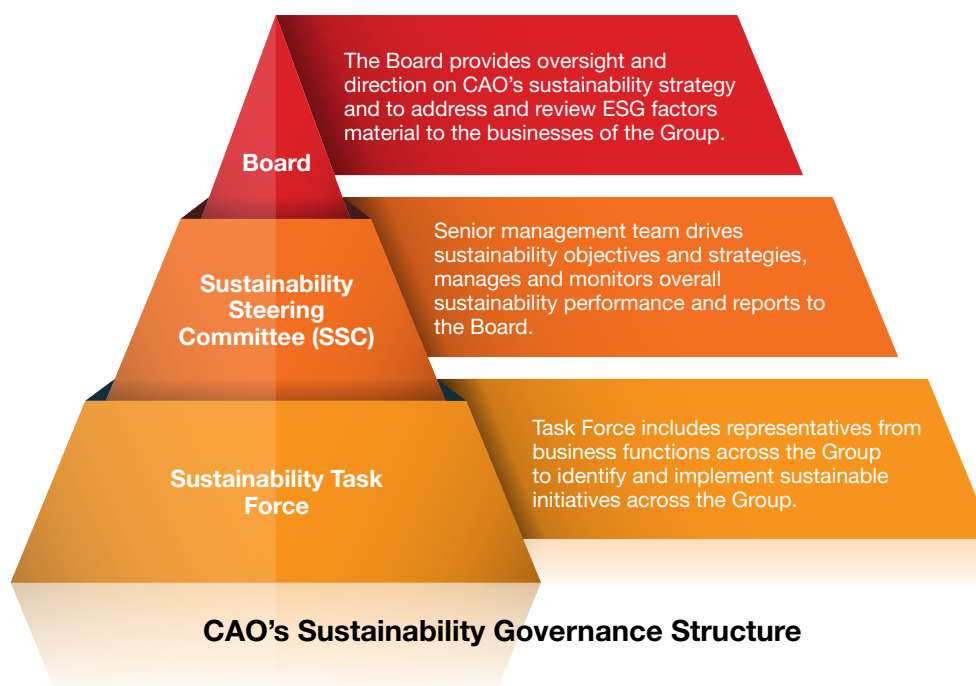 Board
The Board provides oversight and
direction on CAO’s sustainability strategy
and to address and review ESG factors
material to the businesses of the Group.
Sustainability
Steering
Committee (SSC)
Senior management team drives
sustainability objectives and strategies,
manages and monitors overall
sustainability performance and reports to
the Board.
Sustainability Task
Force
Task Force includes representatives from
business functions across the Group
to identify and implement sustainable
initiatives across the Group.
CAO’s Sustainability Governance Structure